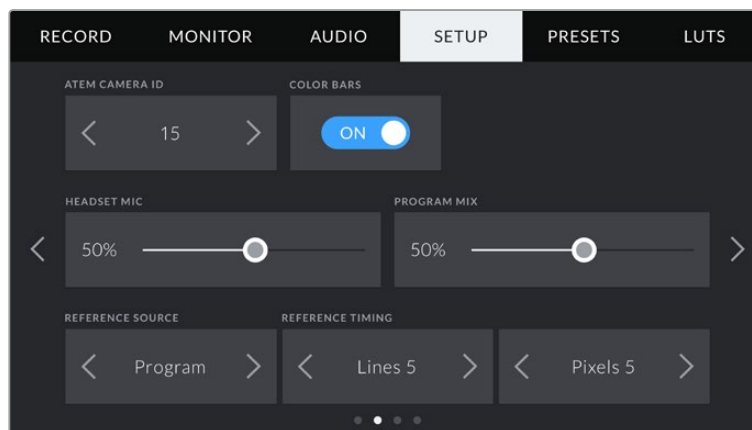 RECORD MONITOR AUDIO SETUP PRESETS LUTS
ATEM CAMERA ID COLOR BARS
15 ON
HEADSET MIC PROGRAM MIX
50% 50%
REFERENCE SOURCE REFERENCE TIMING
Program Lines 5 Pixels 5